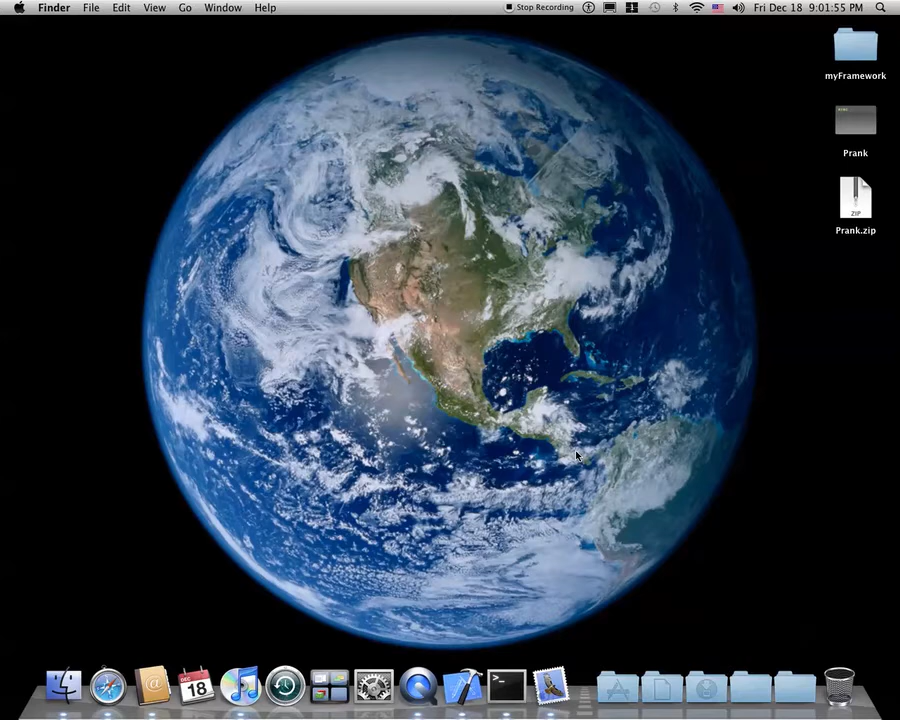 Finder File Edit View Go Window Help Stop Recording Fri Dec 18 9:01:55 PM
myFramework
Prank
ZIP
Prank.zip
DEC
18